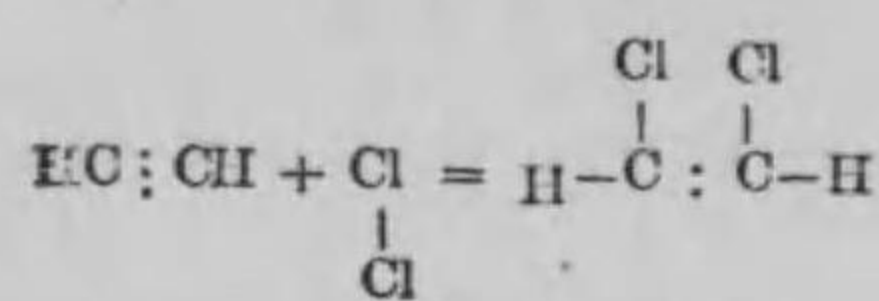 Cl Cl
HC⋮CH + Cl = H–C : C–H
Cl